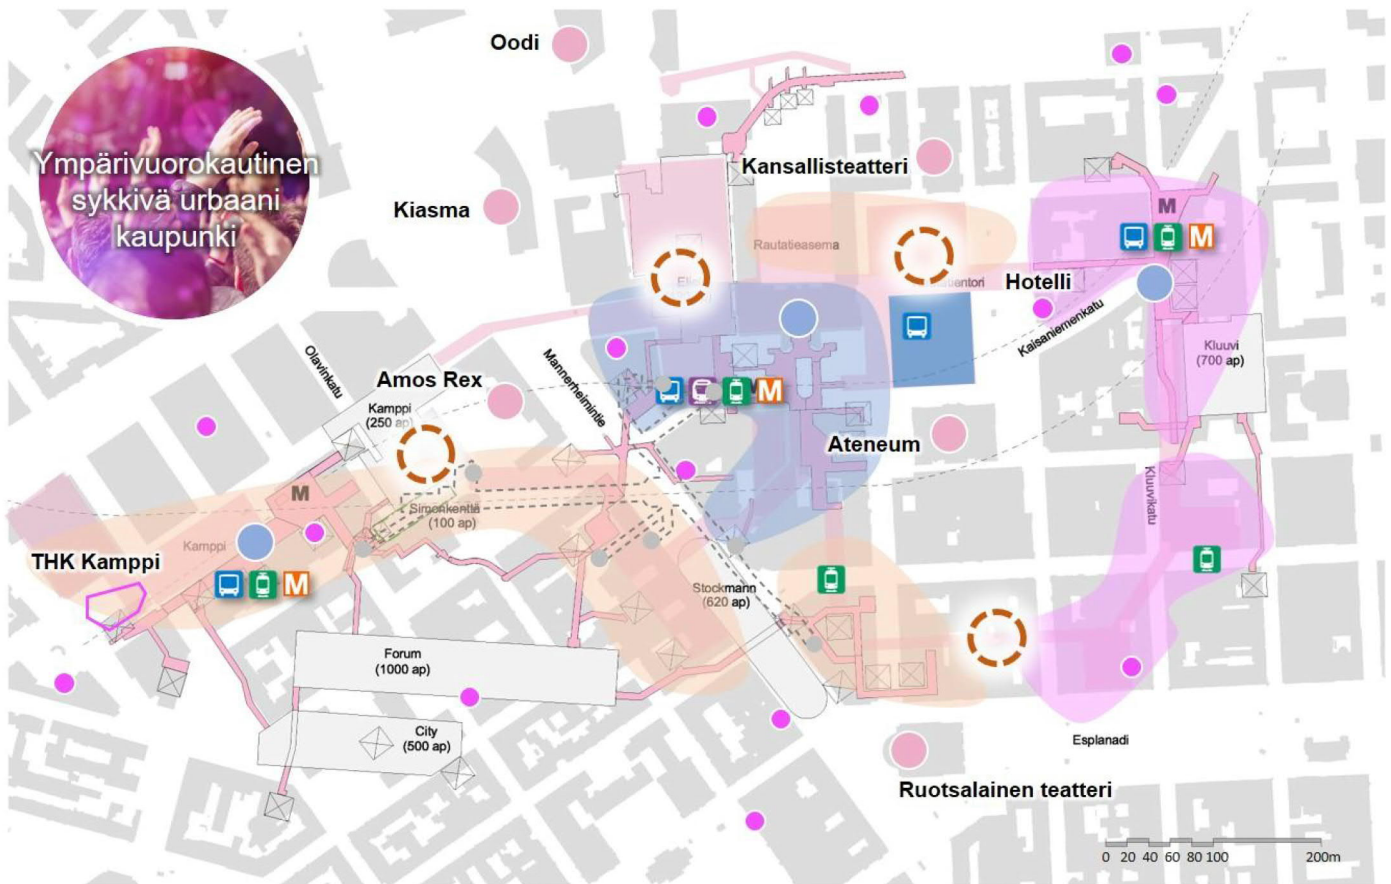 Oodi
Ympärivuorokautinen
sykkivä urbaani
kaupunki
Kansallisteatteri
Kiasma
M
Rautatieasema
M
Hotelli
Kaisaniemenkatu
Kluuvi
(700 ap)
Olavinkatu
Mannerheimintie
Amos Rex
Kamppi
(250 ap)
M
Ateneum
M
Simonkenttä
(100 ap)
Kluuvikatu
Kamppi
THK Kamppi
M
Stockmann
(620 ap)
Forum
(1000 ap)
City
(500 ap)
Esplanadi
Ruotsalainen teatteri
0 20 40 60 80 100 200m